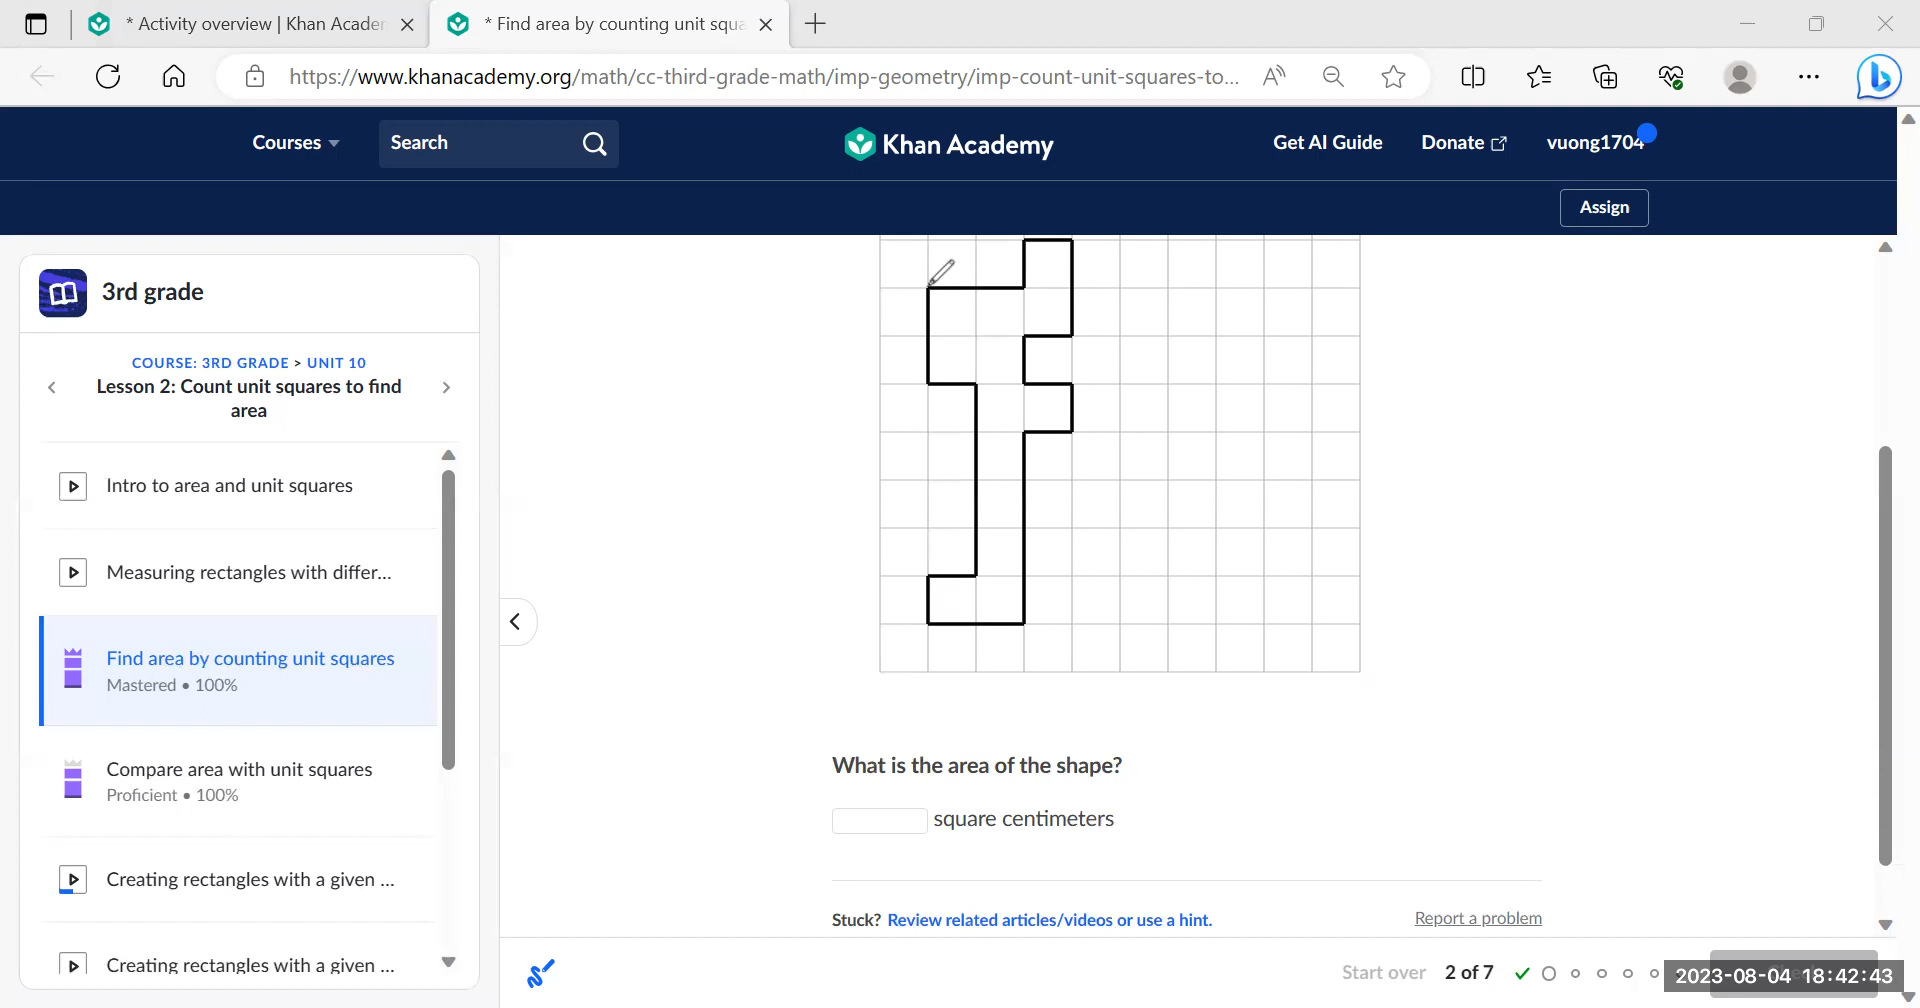 * Activity overview | Khan Acade
* Find area by counting unit squa
https://www.khanacademy.org/math/cc-third-grade-math/imp-geometry/imp-count-unit-squares-to...
Courses
Search
Khan Academy
Get AI Guide
Donate
vuong1704
Assign
3rd grade
COURSE: 3RD GRADE > UNIT 10
Lesson 2: Count unit squares to find
area
Intro to area and unit squares
Measuring rectangles with differ...
Find area by counting unit squares
Mastered • 100%
Compare area with unit squares
Proficient • 100%
Creating rectangles with a given ...
Creating rectangles with a given ...
What is the area of the shape?
square centimeters
Stuck? Review related articles/videos or use a hint.
Report a problem
Start over
2 of 7
2023-08-04 18:42:43